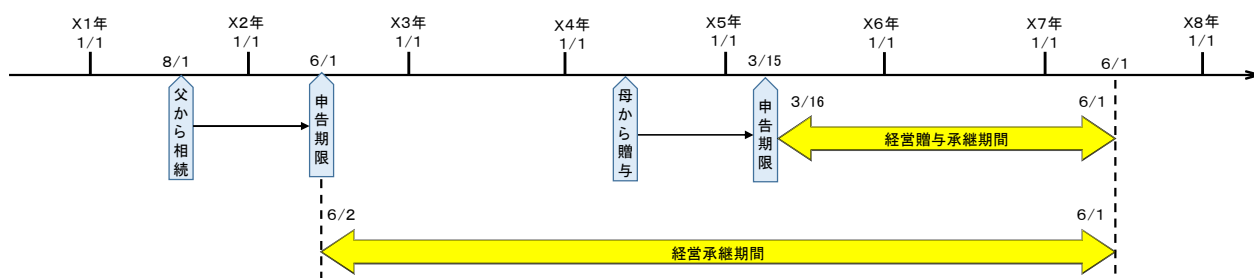 X1年
1/1
X2年
1/1
X3年
1/1
X4年
1/1
X5年
1/1
X6年
1/1
X7年
1/1
X8年
1/1
8/1
6/1
3/15
6/1
父から相続
申告期限
母から贈与
申告期限
3/16
6/1
経営贈与承継期間
6/2
6/1
経営承継期間